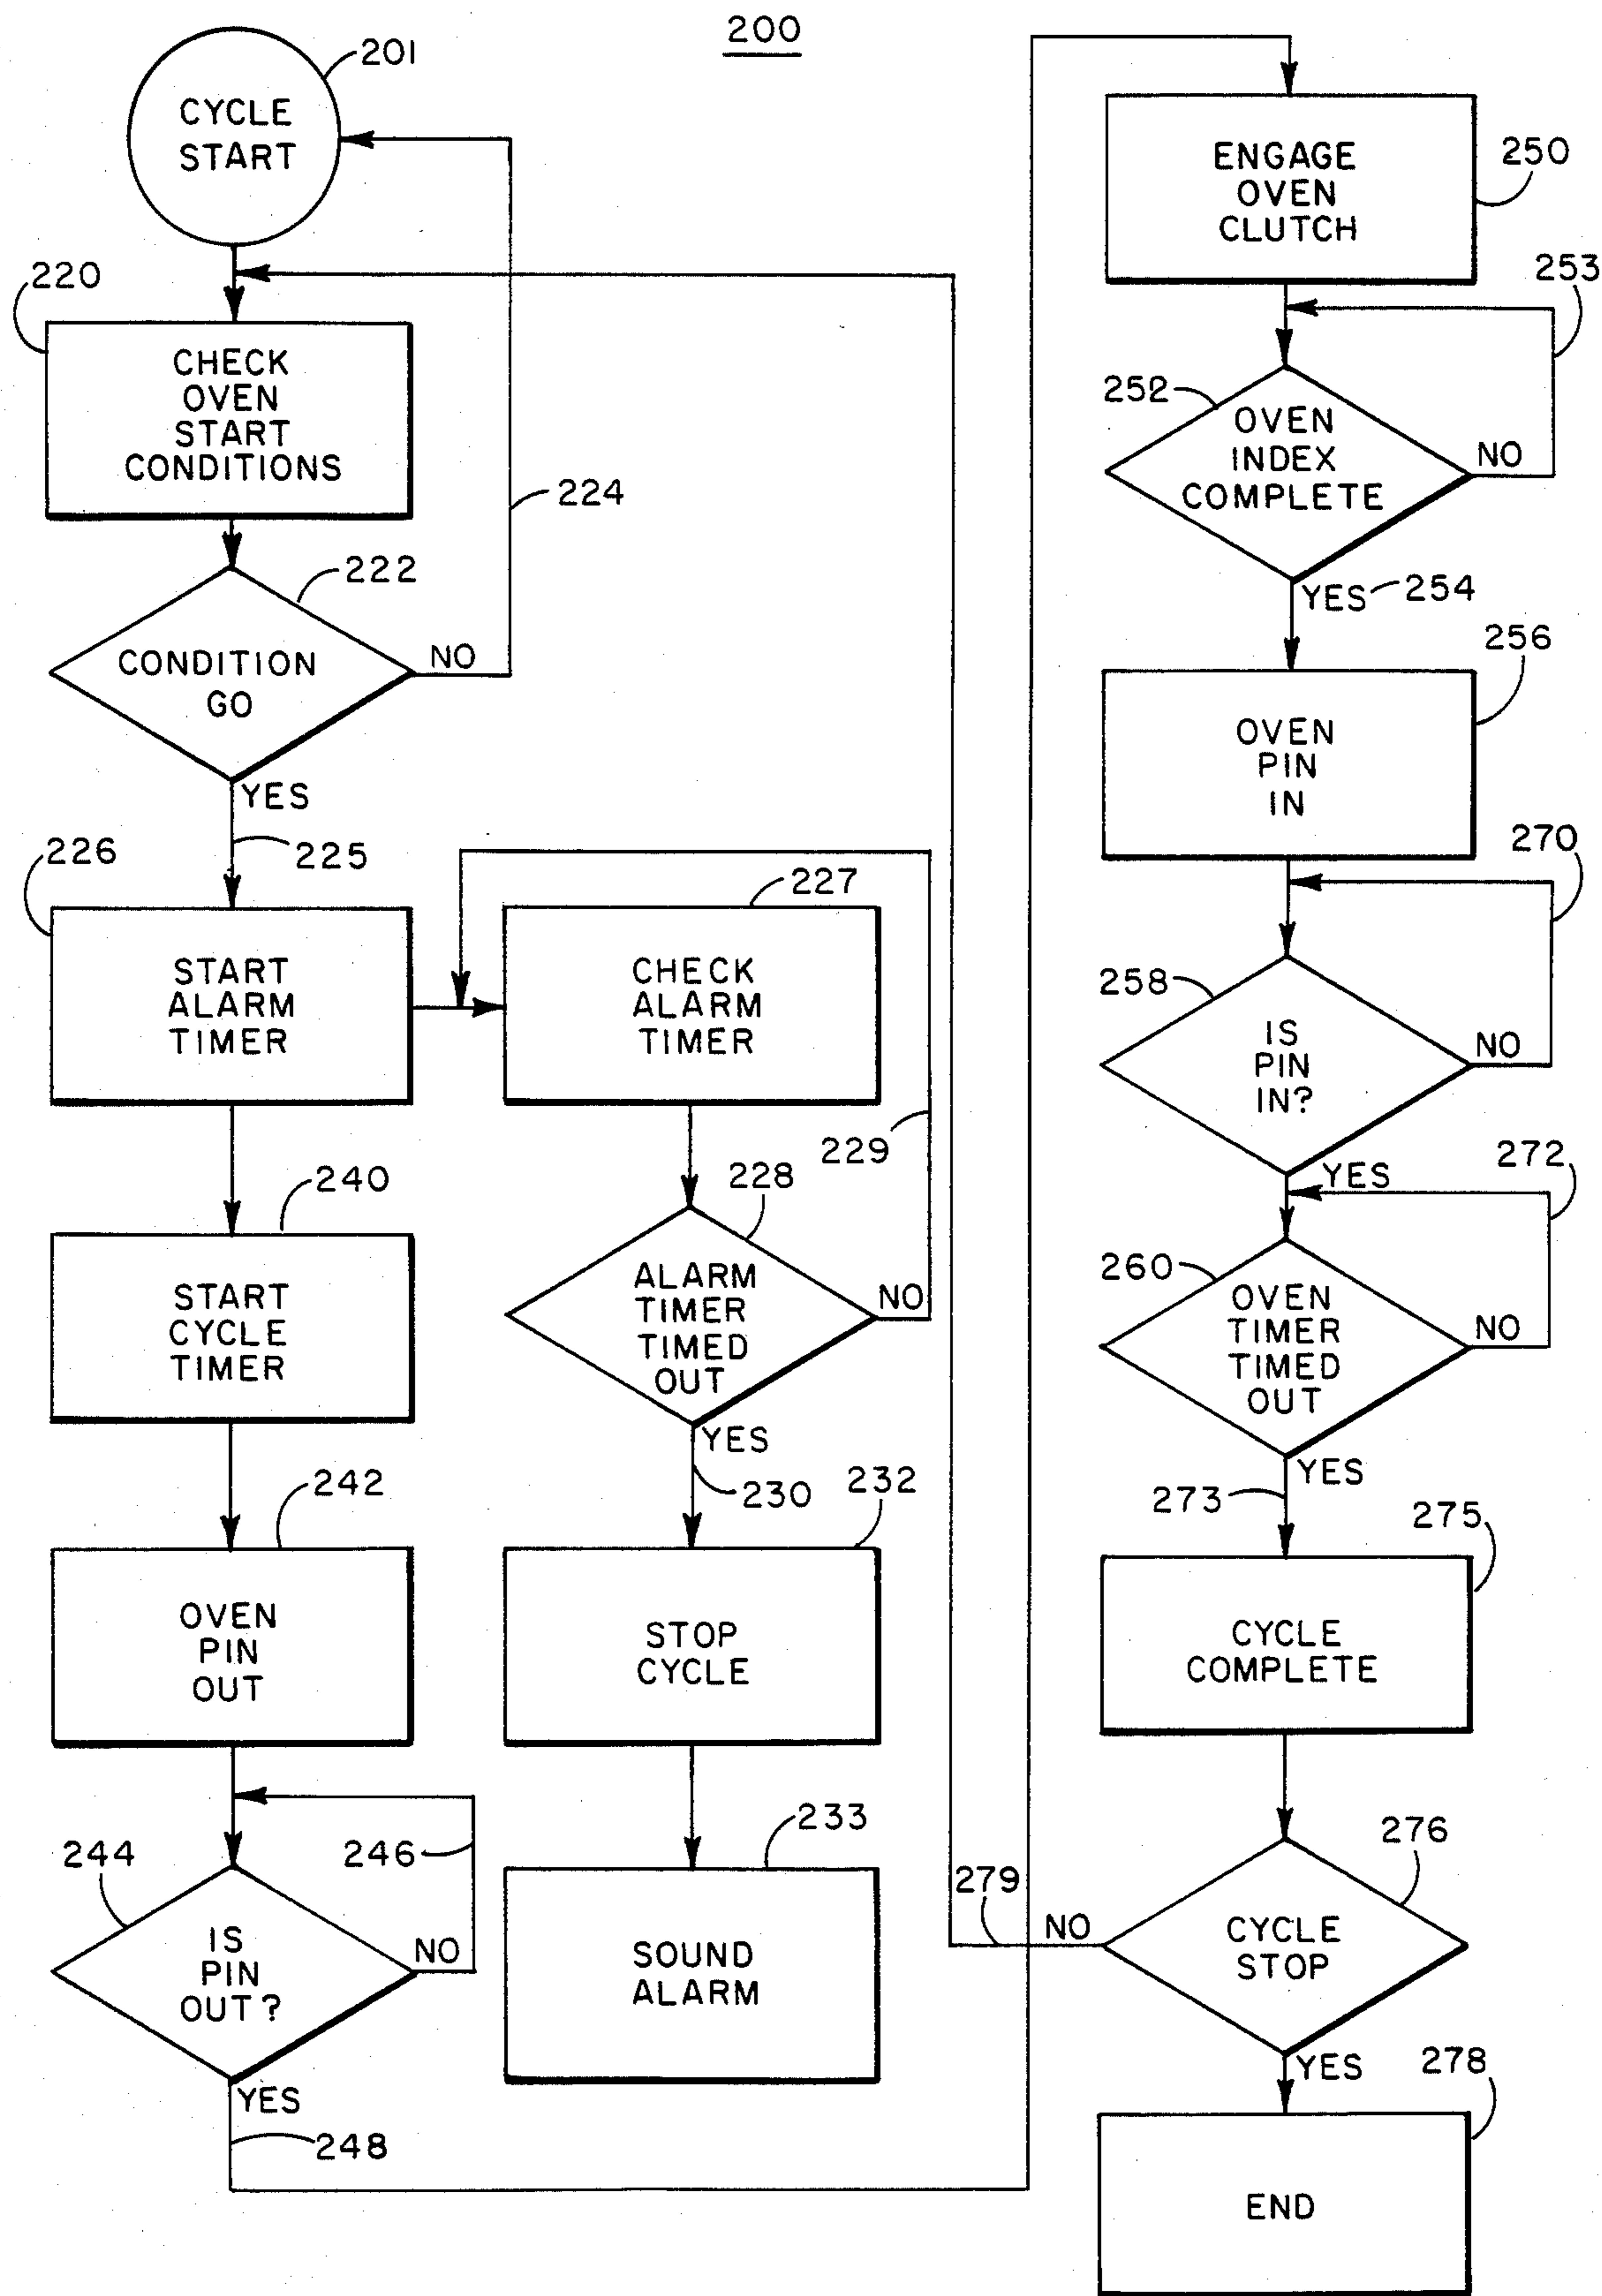 200
201
CYCLE
START
220
CHECK
OVEN
START
CONDITIONS
224
222
CONDITION
GO
NO
YES
225
226
START
ALARM
TIMER
227
CHECK
ALARM
TIMER
229
228
ALARM
TIMER
TIMED
OUT
NO
YES
230
232
STOP
CYCLE
233
SOUND
ALARM
240
START
CYCLE
TIMER
242
OVEN
PIN
OUT
244
246
IS
PIN
OUT?
NO
YES
248
250
ENGAGE
OVEN
CLUTCH
253
252
OVEN
INDEX
COMPLETE
NO
YES
254
256
OVEN
PIN
IN
270
258
IS
PIN
IN?
NO
YES
272
260
OVEN
TIMER
TIMED
OUT
NO
YES
273
275
CYCLE
COMPLETE
276
279
NO
CYCLE
STOP
YES
278
END